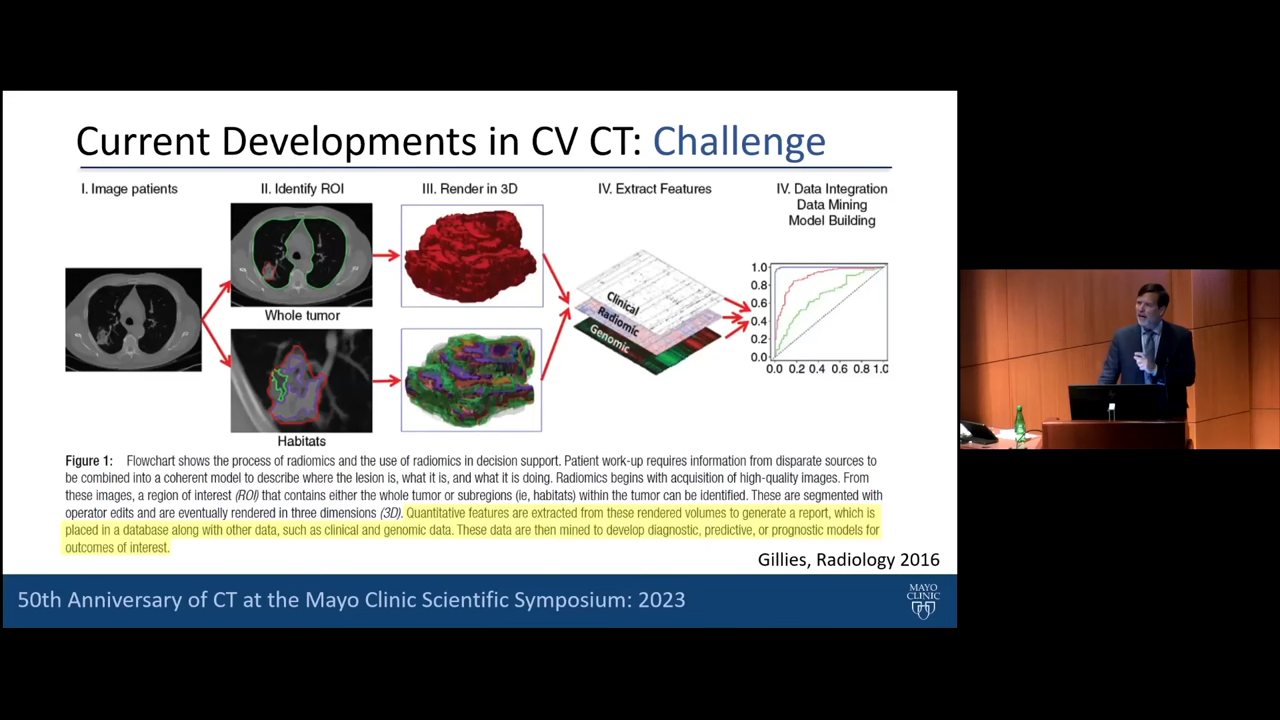 Current Developments in CV CT: Challenge
I. Image patients
II. Identify ROI
III. Render in 3D
IV. Extract Features
IV. Data Integration
Data Mining
Model Building
Whole tumor
Habitats
Clinical
Radiomic
Genomic
1.0
0.8
0.6
0.4
0.2
0.0
0.0 0.2 0.4 0.6 0.8 1.0
Figure 1: Flowchart shows the process of radiomics and the use of radiomics in decision support. Patient work-up requires information from disparate sources to
be combined into a coherent model to describe where the lesion is, what it is, and what it is doing. Radiomics begins with acquisition of high-quality images. From
these images, a region of interest (ROI) that contains either the whole tumor or subregions (ie, habitats) within the tumor can be identified. These are segmented with
operator edits and are eventually rendered in three dimensions (3D). Quantitative features are extracted from these rendered volumes to generate a report, which is
placed in a database along with other data, such as clinical and genomic data. These data are then mined to develop diagnostic, predictive, or prognostic models for
outcomes of interest.
Gillies, Radiology 2016
50th Anniversary of CT at the Mayo Clinic Scientific Symposium: 2023
MAYO
CLINIC